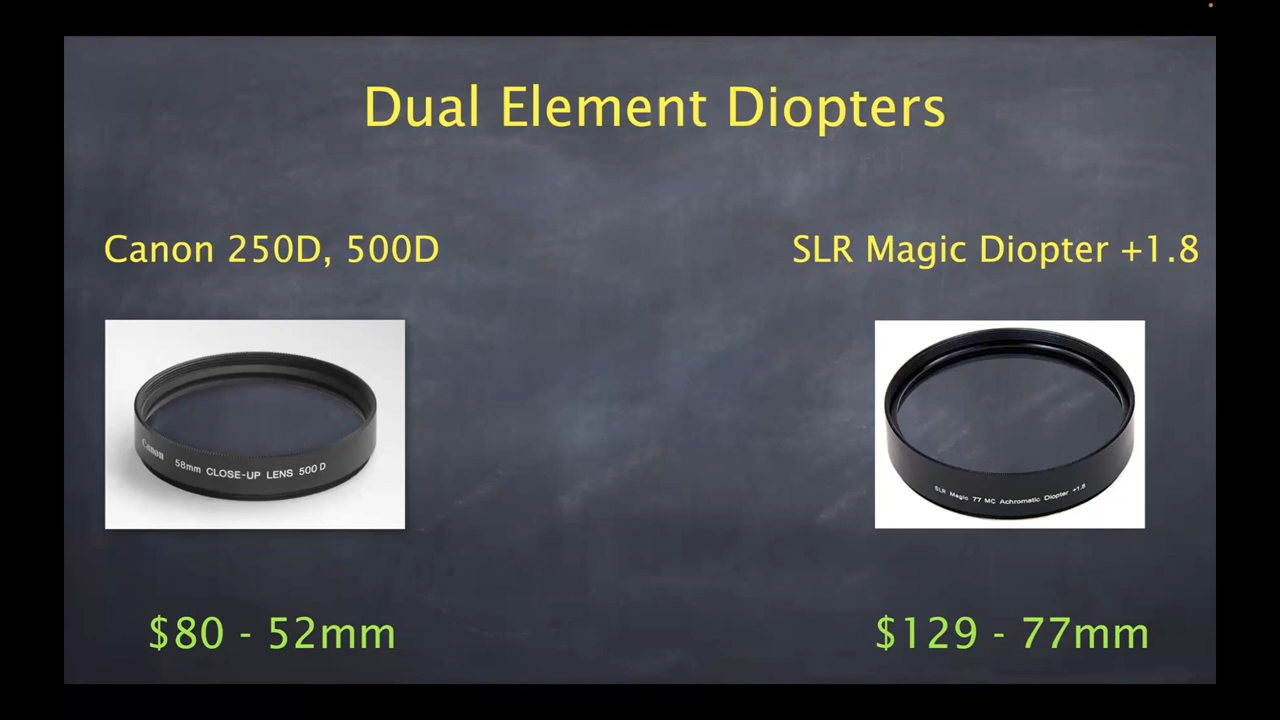 Dual Element Diopters
Canon 250D, 500D
SLR Magic Diopter +1.8
Canon
58mm CLOSE-UP LENS 500 D
SLR Magic 77 MC Achromatic Diopter +1.8
$80 - 52mm
$129 - 77mm